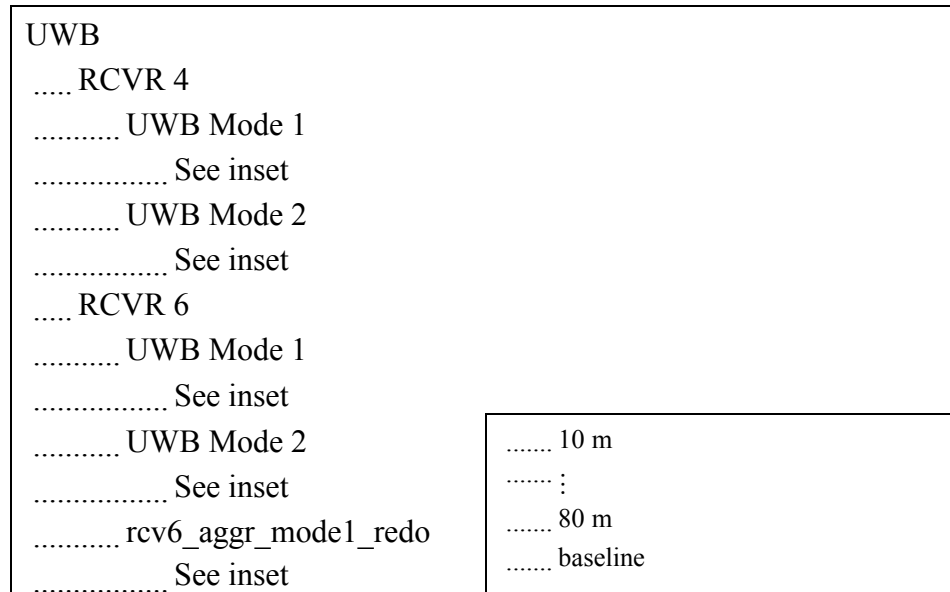 UWB
..... RCVR 4
........... UWB Mode 1
................. See inset
........... UWB Mode 2
................. See inset
..... RCVR 6
........... UWB Mode 1
................. See inset
........... UWB Mode 2
................. See inset
........... rcv6_aggr_mode1_redo
................. See inset
....... 10 m
....... ⋮
....... 80 m
....... baseline